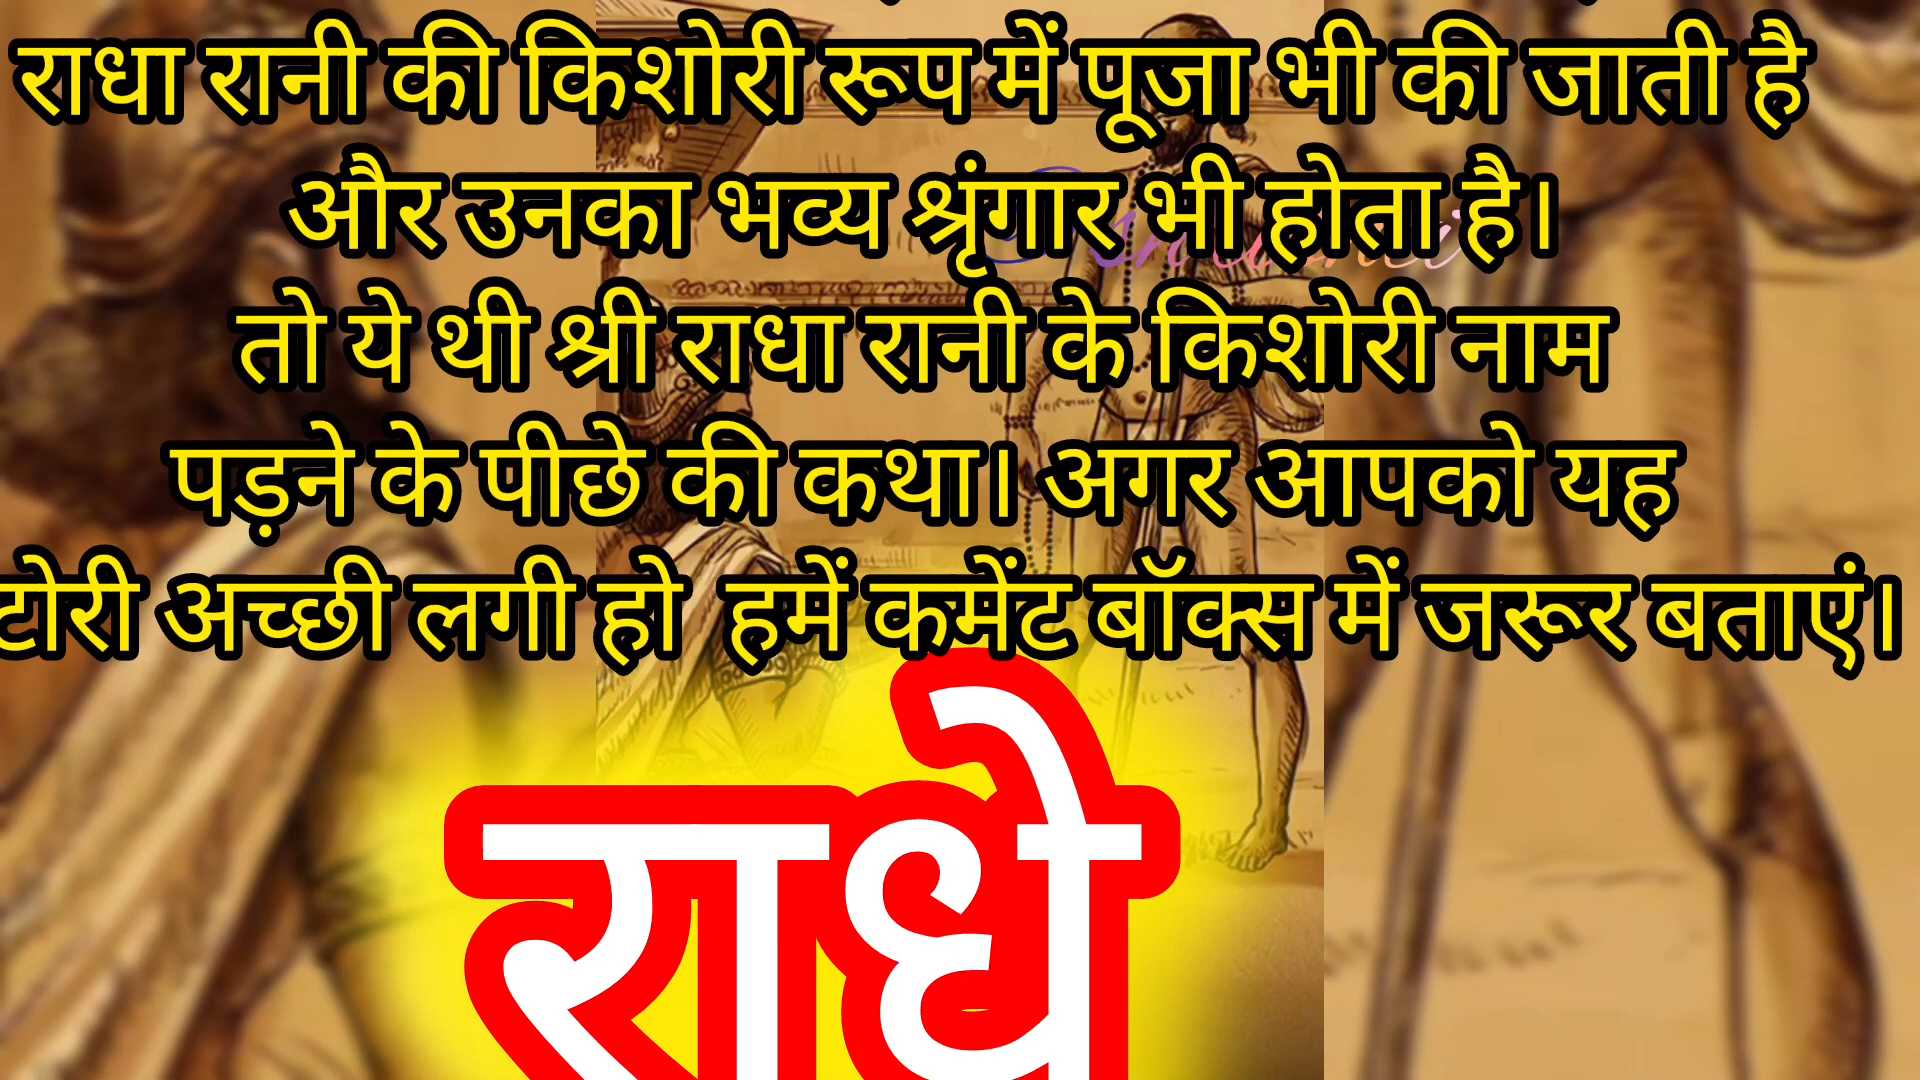 राधा रानी की किशोरी रूप में पूजा भी की जाती है
और उनका भव्य श्रृंगार भी होता है।
तो ये थी श्री राधा रानी के किशोरी नाम
पड़ने के पीछे की कथा। अगर आपको यह
टोरी अच्छी लगी हो हमें कमेंट बॉक्स में जरूर बताएं।
राधे